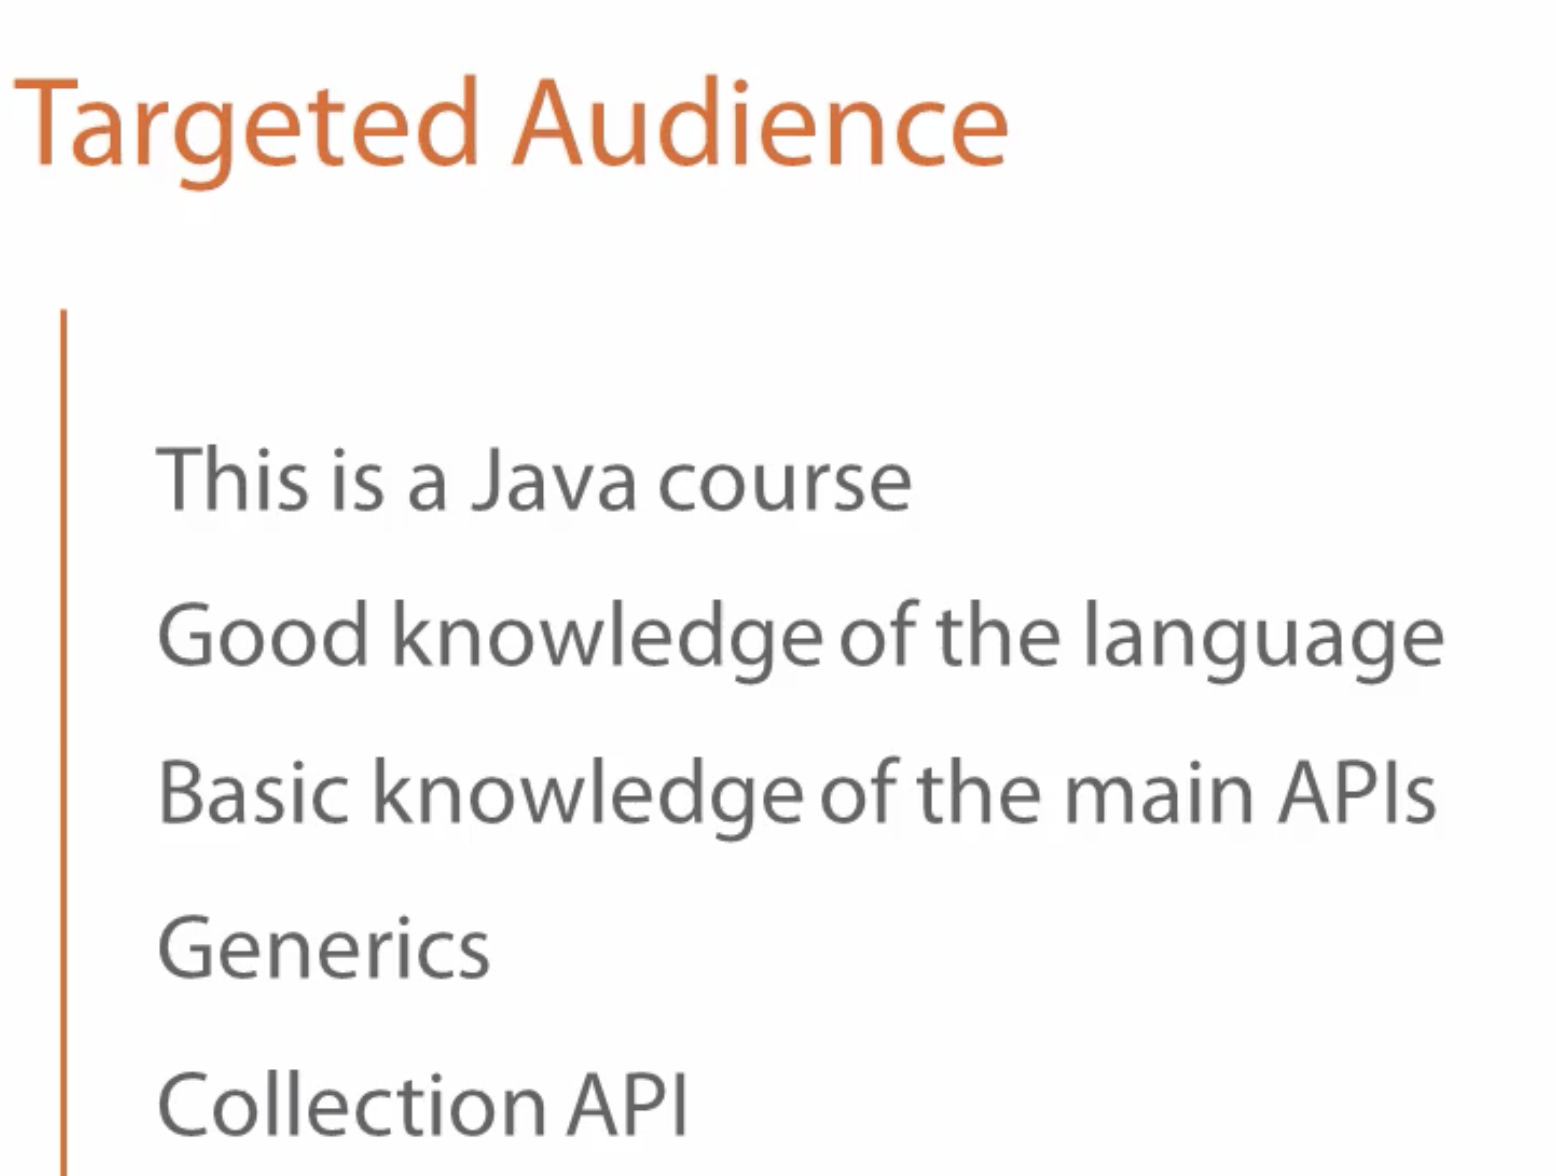 Targeted Audience
This is a Java course
Good knowledge of the language
Basic knowledge of the main APIs
Generics
Collection API